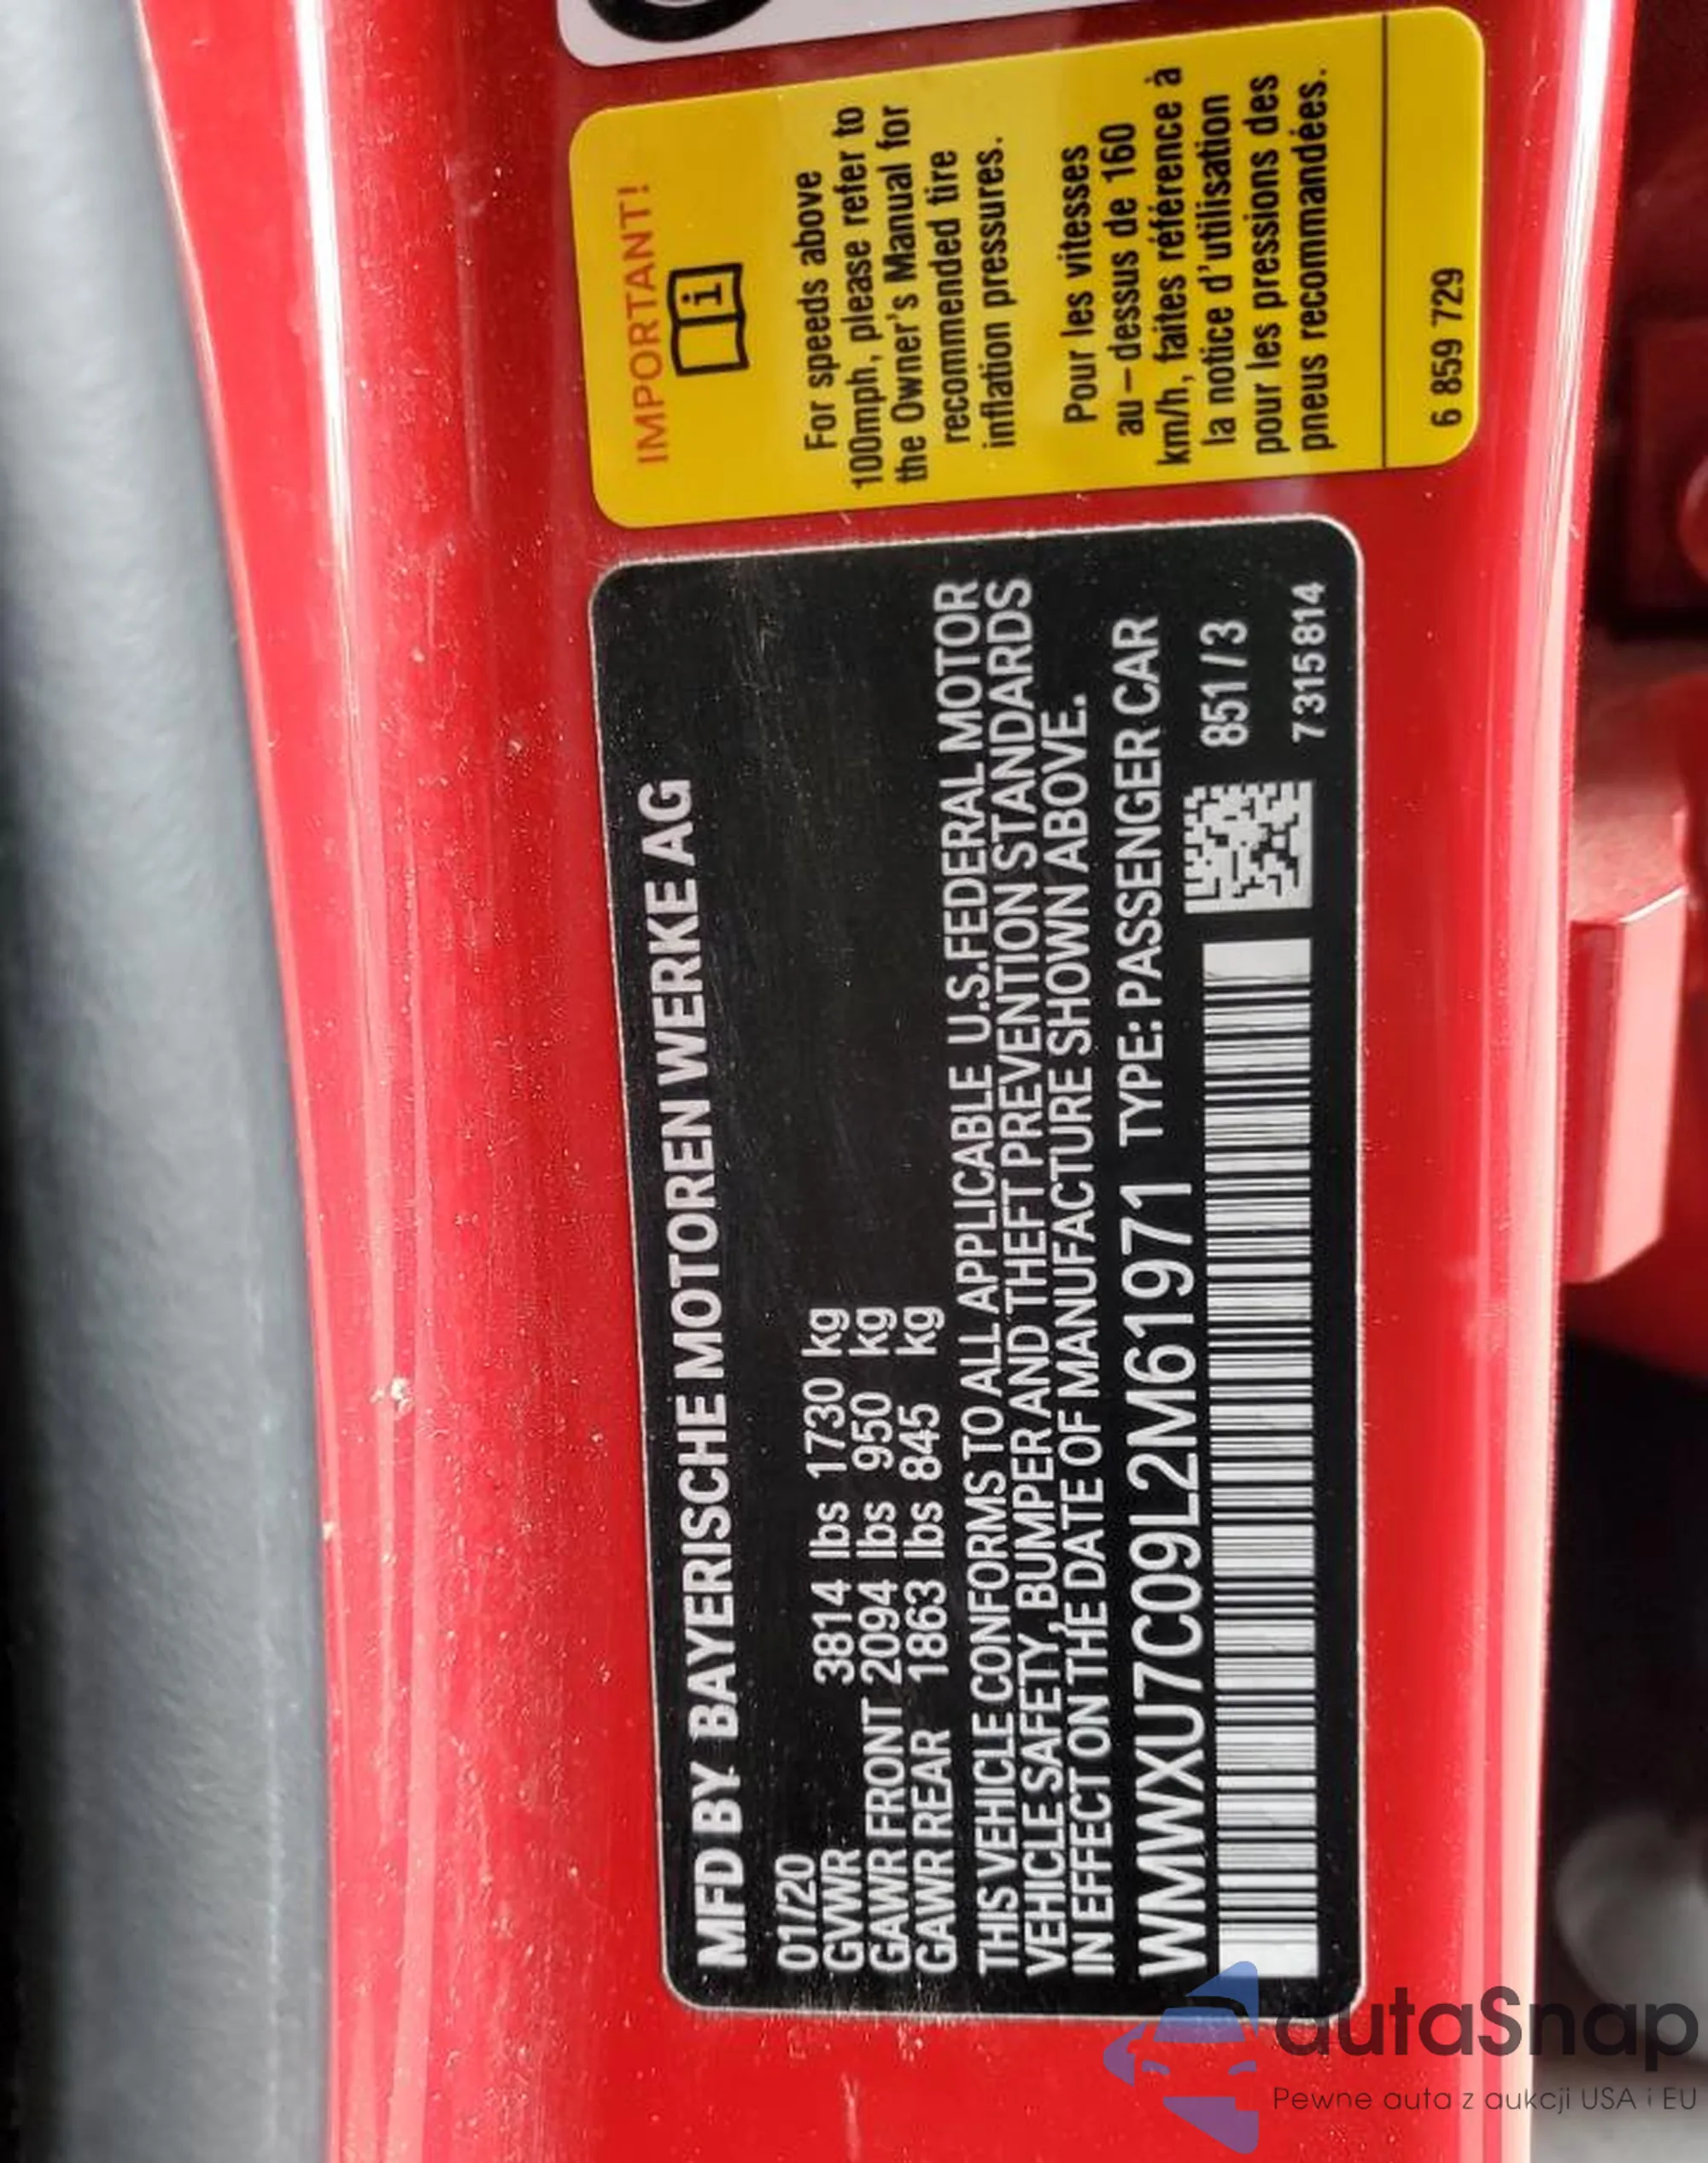 IMPORTANT!
i
For speeds above
100mph, please refer to
the Owner's Manual for
recommended tire
inflation pressures.
Pour les vitesses
au – dessus de 160
km/h, faites référence à
la notice d'utilisation
pour les pressions des
pneus recommandées.
6 859 729
MFD BY BAYERISCHE MOTOREN WERKE AG
01/20
GVWR 3814 lbs 1730 kg
GAWR FRONT 2094 lbs 950 kg
GAWR REAR 1863 lbs 845 kg
THIS VEHICLE CONFORMS TO ALL APPLICABLE U.S.FEDERAL MOTOR
VEHICLE SAFETY, BUMPER AND THEFT PREVENTION STANDARDS
IN EFFECT ON THE DATE OF MANUFACTURE SHOWN ABOVE.
WMWXU7C09L2M61971 TYPE: PASSENGER CAR
851/3
7315814
autaSnap
Pewne auta z aukcji USA i EU